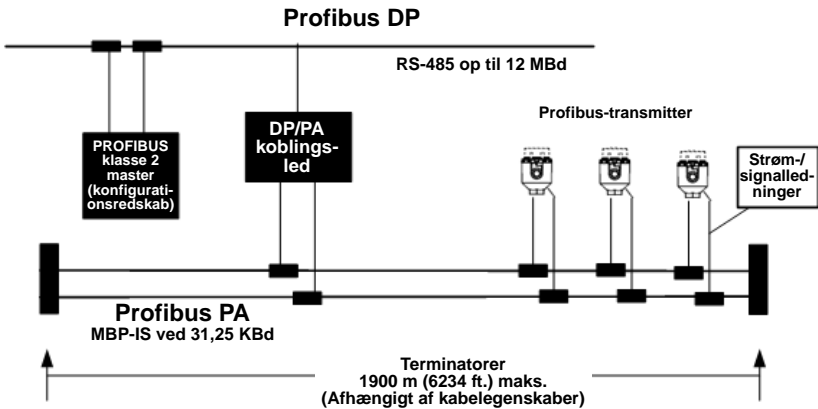 Profibus DP
RS-485 op til 12 MBd
PROFIBUS
klasse 2
master
(konfigurati-
onsredskab)
DP/PA
koblings-
led
Profibus-transmitter
Strøm-/
signalled-
ninger
Profibus PA
MBP-IS ved 31,25 KBd
Terminatorer
1900 m (6234 ft.) maks.
(Afhængigt af kabelegenskaber)